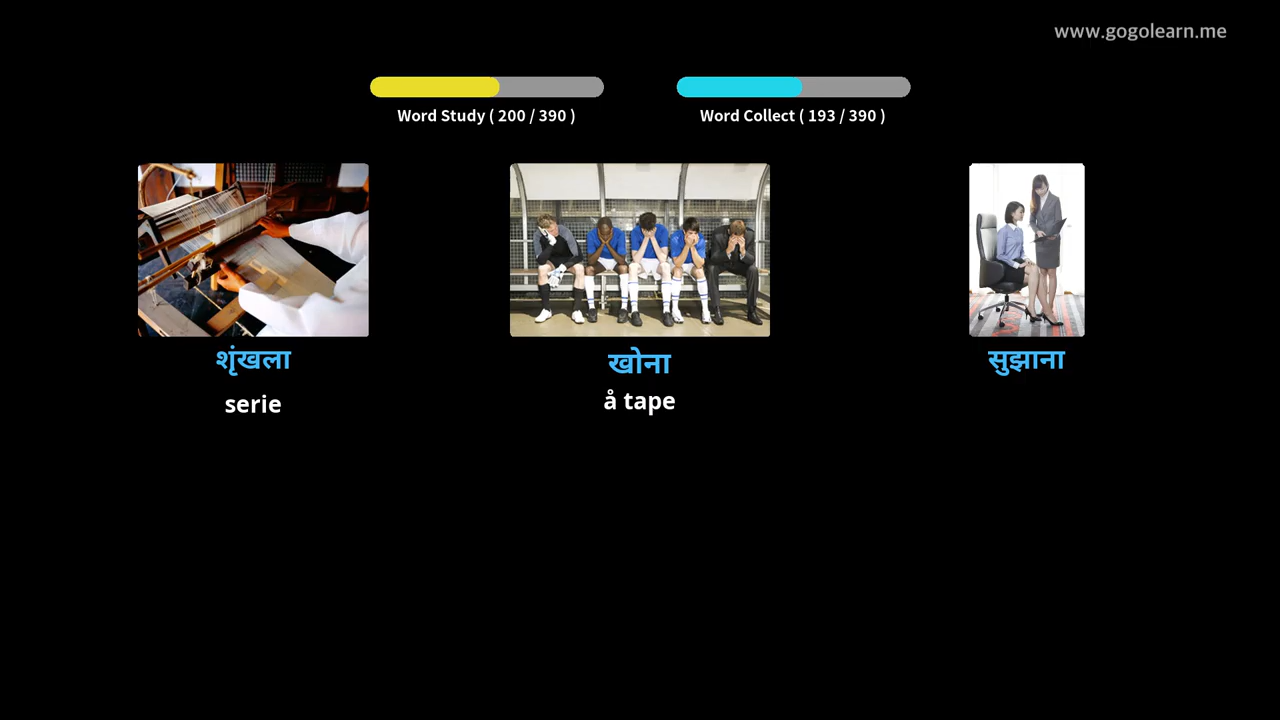 www.gogolearn.me
Word Study ( 200 / 390 )
Word Collect ( 193 / 390 )
शृंखला
खोना
सुझाना
serie
å tape